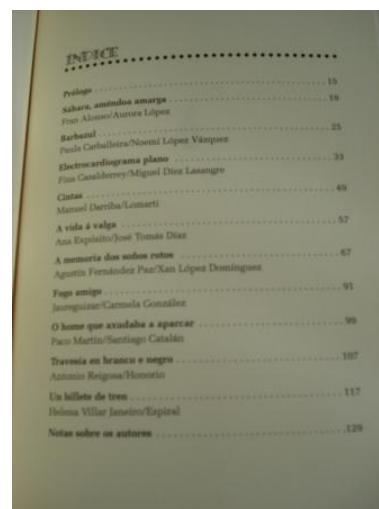 INDICE
Prólogo 15
Sábara, améndoa amarga 19
Fran Alonso/Aurora López
Barbazul 25
Paula Carballeira/Noemí López Vázquez
Electrocardiograma plano 33
Fina Casalderrey/Miguel Díez Lasangre
Cintas 49
Manuel Darriba/Lomarti
A vida á valga 57
Ana Expósito/José Tomás Díaz
A memoria dos soños rotos 67
Agustín Fernández Paz/Xan López Domínguez
Fogo amigo 91
Jaureguizar/Carmela González
O home que axudaba a aparcar 99
Paco Martín/Santiago Catalán
Travesía en branco e negro 107
Antonio Reigosa/Honorio
Un billete de tren 117
Helena Villar Janeiro/Espiral
Notas sobre os autores 129